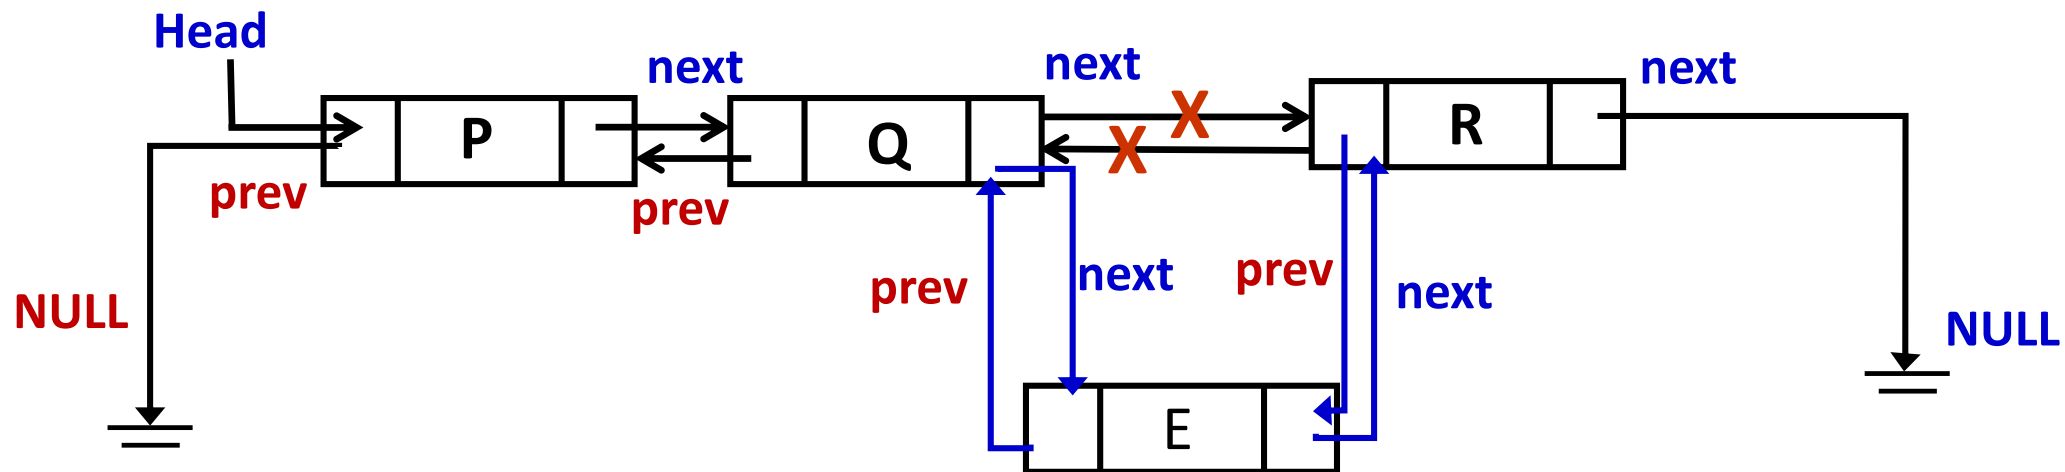 Head
next
next
next
P
Q
X
X
R
prev
prev
prev
next
prev
next
NULL
NULL
E